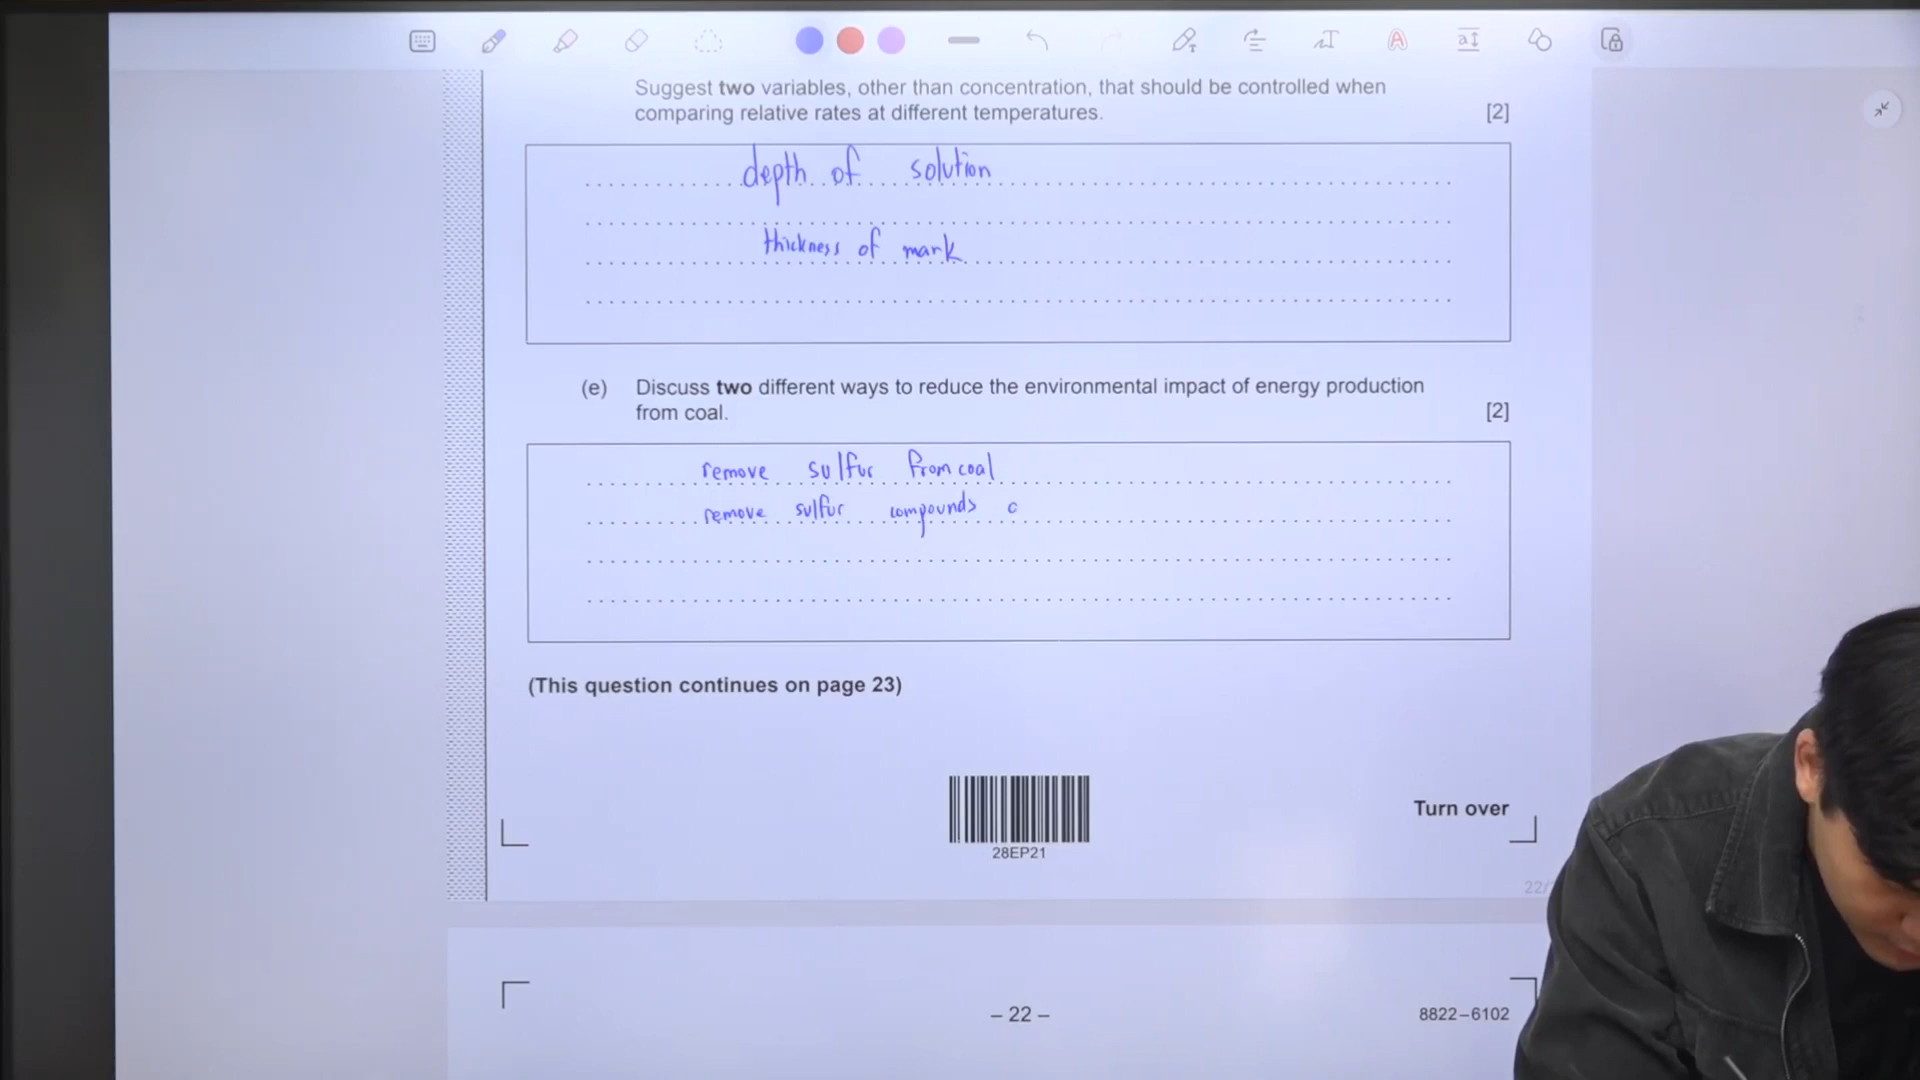 Suggest two variables, other than concentration, that should be controlled when
comparing relative rates at different temperatures.
[2]
depth of solution
thickness of mark
(e) Discuss two different ways to reduce the environmental impact of energy production
from coal.
[2]
remove sulfur from coal
remove sulfur compounds c
(This question continues on page 23)
Turn over
28EP21
22/
– 22 –
8822–6102